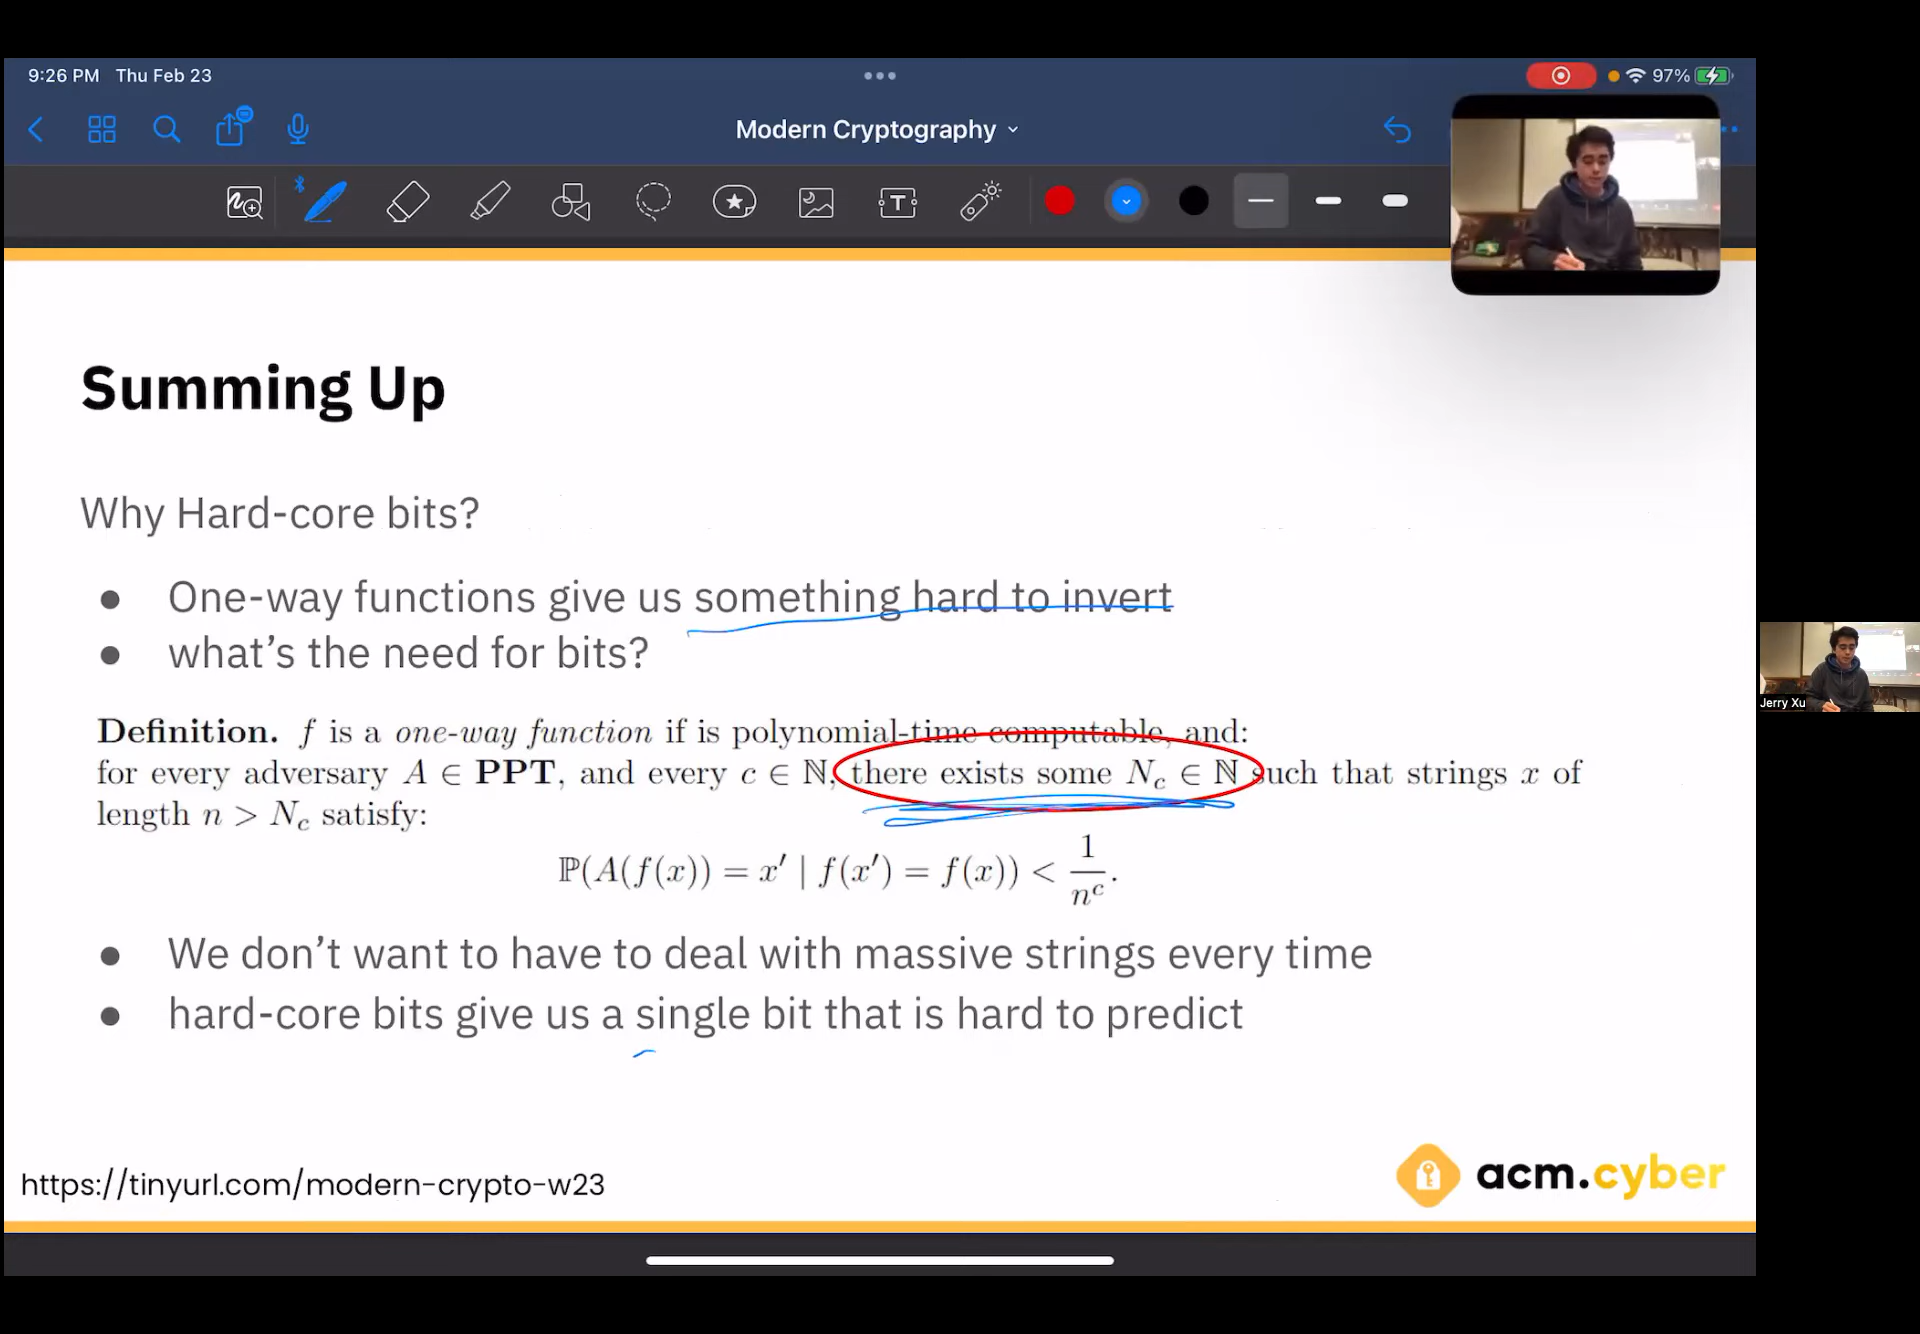 9:26 PM Thu Feb 23
97%
Modern Cryptography
T
Summing Up
Why Hard-core bits?
● One-way functions give us something hard to invert
● what's the need for bits?
Definition. f is a one-way function if is polynomial-time computable, and:
for every adversary A ∈ PPT, and every c ∈ ℕ, there exists some N_c ∈ ℕ such that strings x of
length n > N_c satisfy:
ℙ(A(f(x)) = x′ | f(x′) = f(x)) < 1/n^c.
● We don't want to have to deal with massive strings every time
● hard-core bits give us a single bit that is hard to predict
https://tinyurl.com/modern-crypto-w23
acm.cyber
Jerry Xu